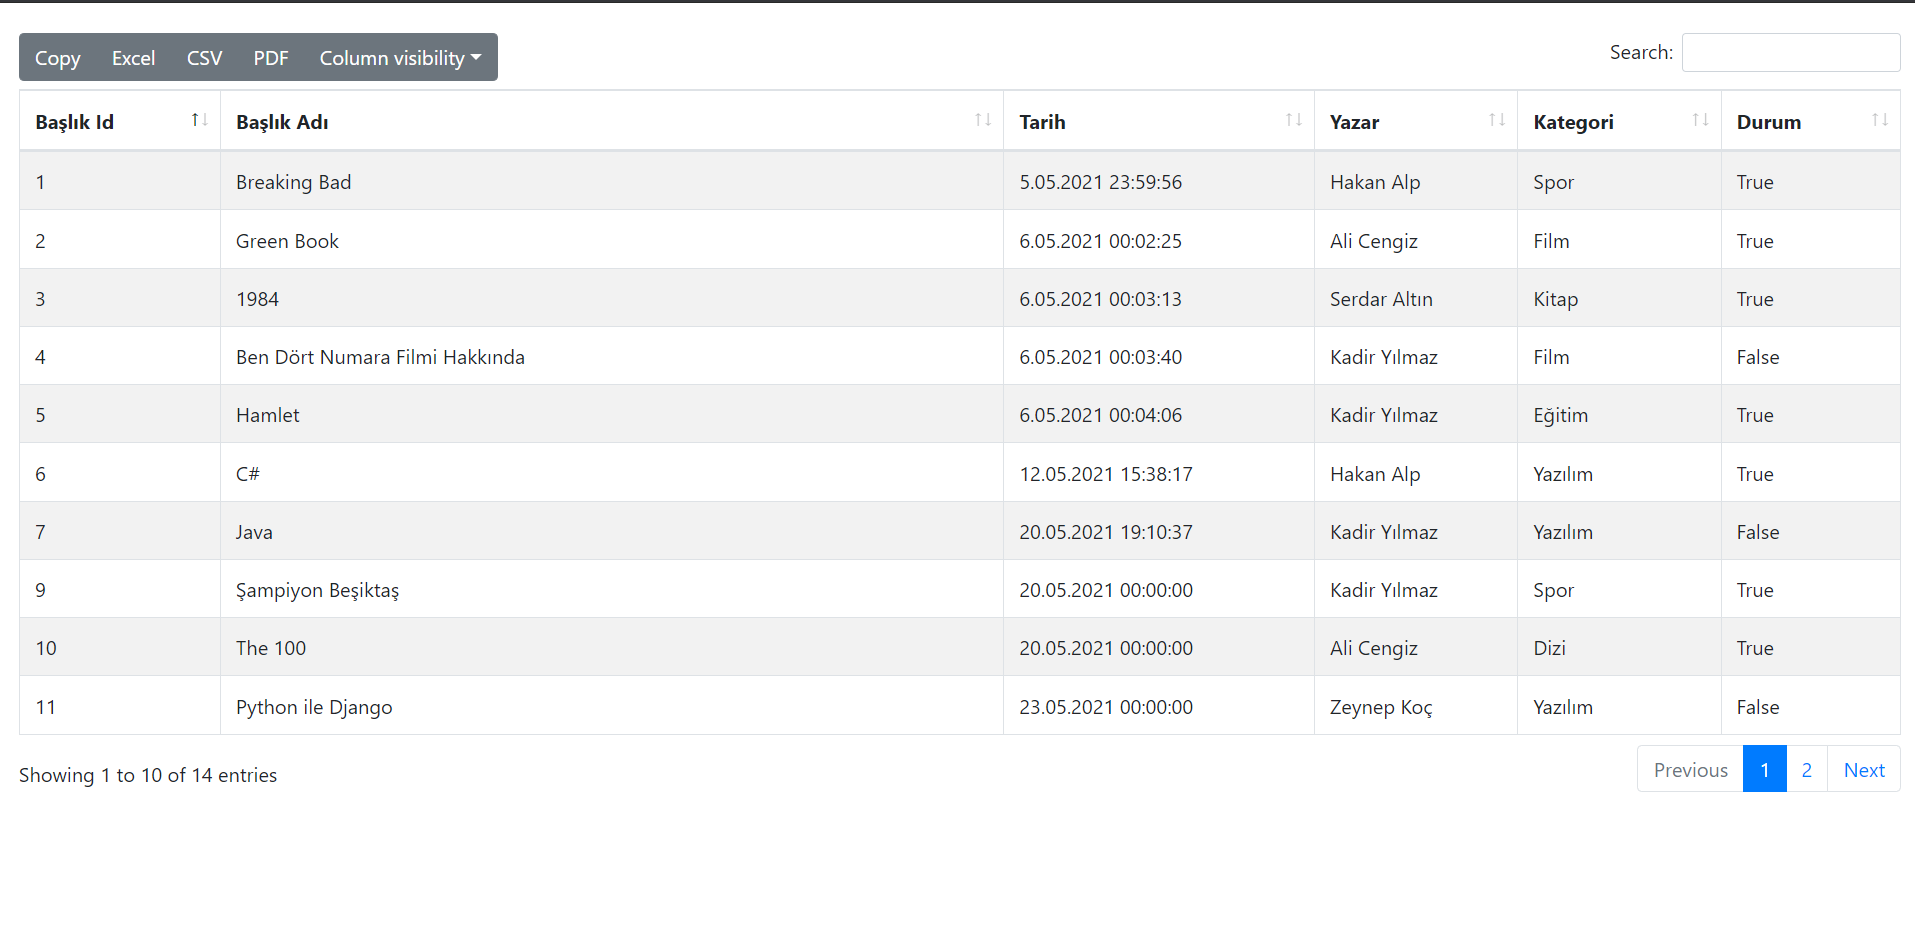 Copy Excel CSV PDF Column visibility Search:
Başlık Id Başlık Adı Tarih Yazar Kategori Durum
1 Breaking Bad 5.05.2021 23:59:56 Hakan Alp Spor True
2 Green Book 6.05.2021 00:02:25 Ali Cengiz Film True
3 1984 6.05.2021 00:03:13 Serdar Altın Kitap True
4 Ben Dört Numara Filmi Hakkında 6.05.2021 00:03:40 Kadir Yılmaz Film False
5 Hamlet 6.05.2021 00:04:06 Kadir Yılmaz Eğitim True
6 C# 12.05.2021 15:38:17 Hakan Alp Yazılım True
7 Java 20.05.2021 19:10:37 Kadir Yılmaz Yazılım False
9 Şampiyon Beşiktaş 20.05.2021 00:00:00 Kadir Yılmaz Spor True
10 The 100 20.05.2021 00:00:00 Ali Cengiz Dizi True
11 Python ile Django 23.05.2021 00:00:00 Zeynep Koç Yazılım False
Showing 1 to 10 of 14 entries Previous 1 2 Next